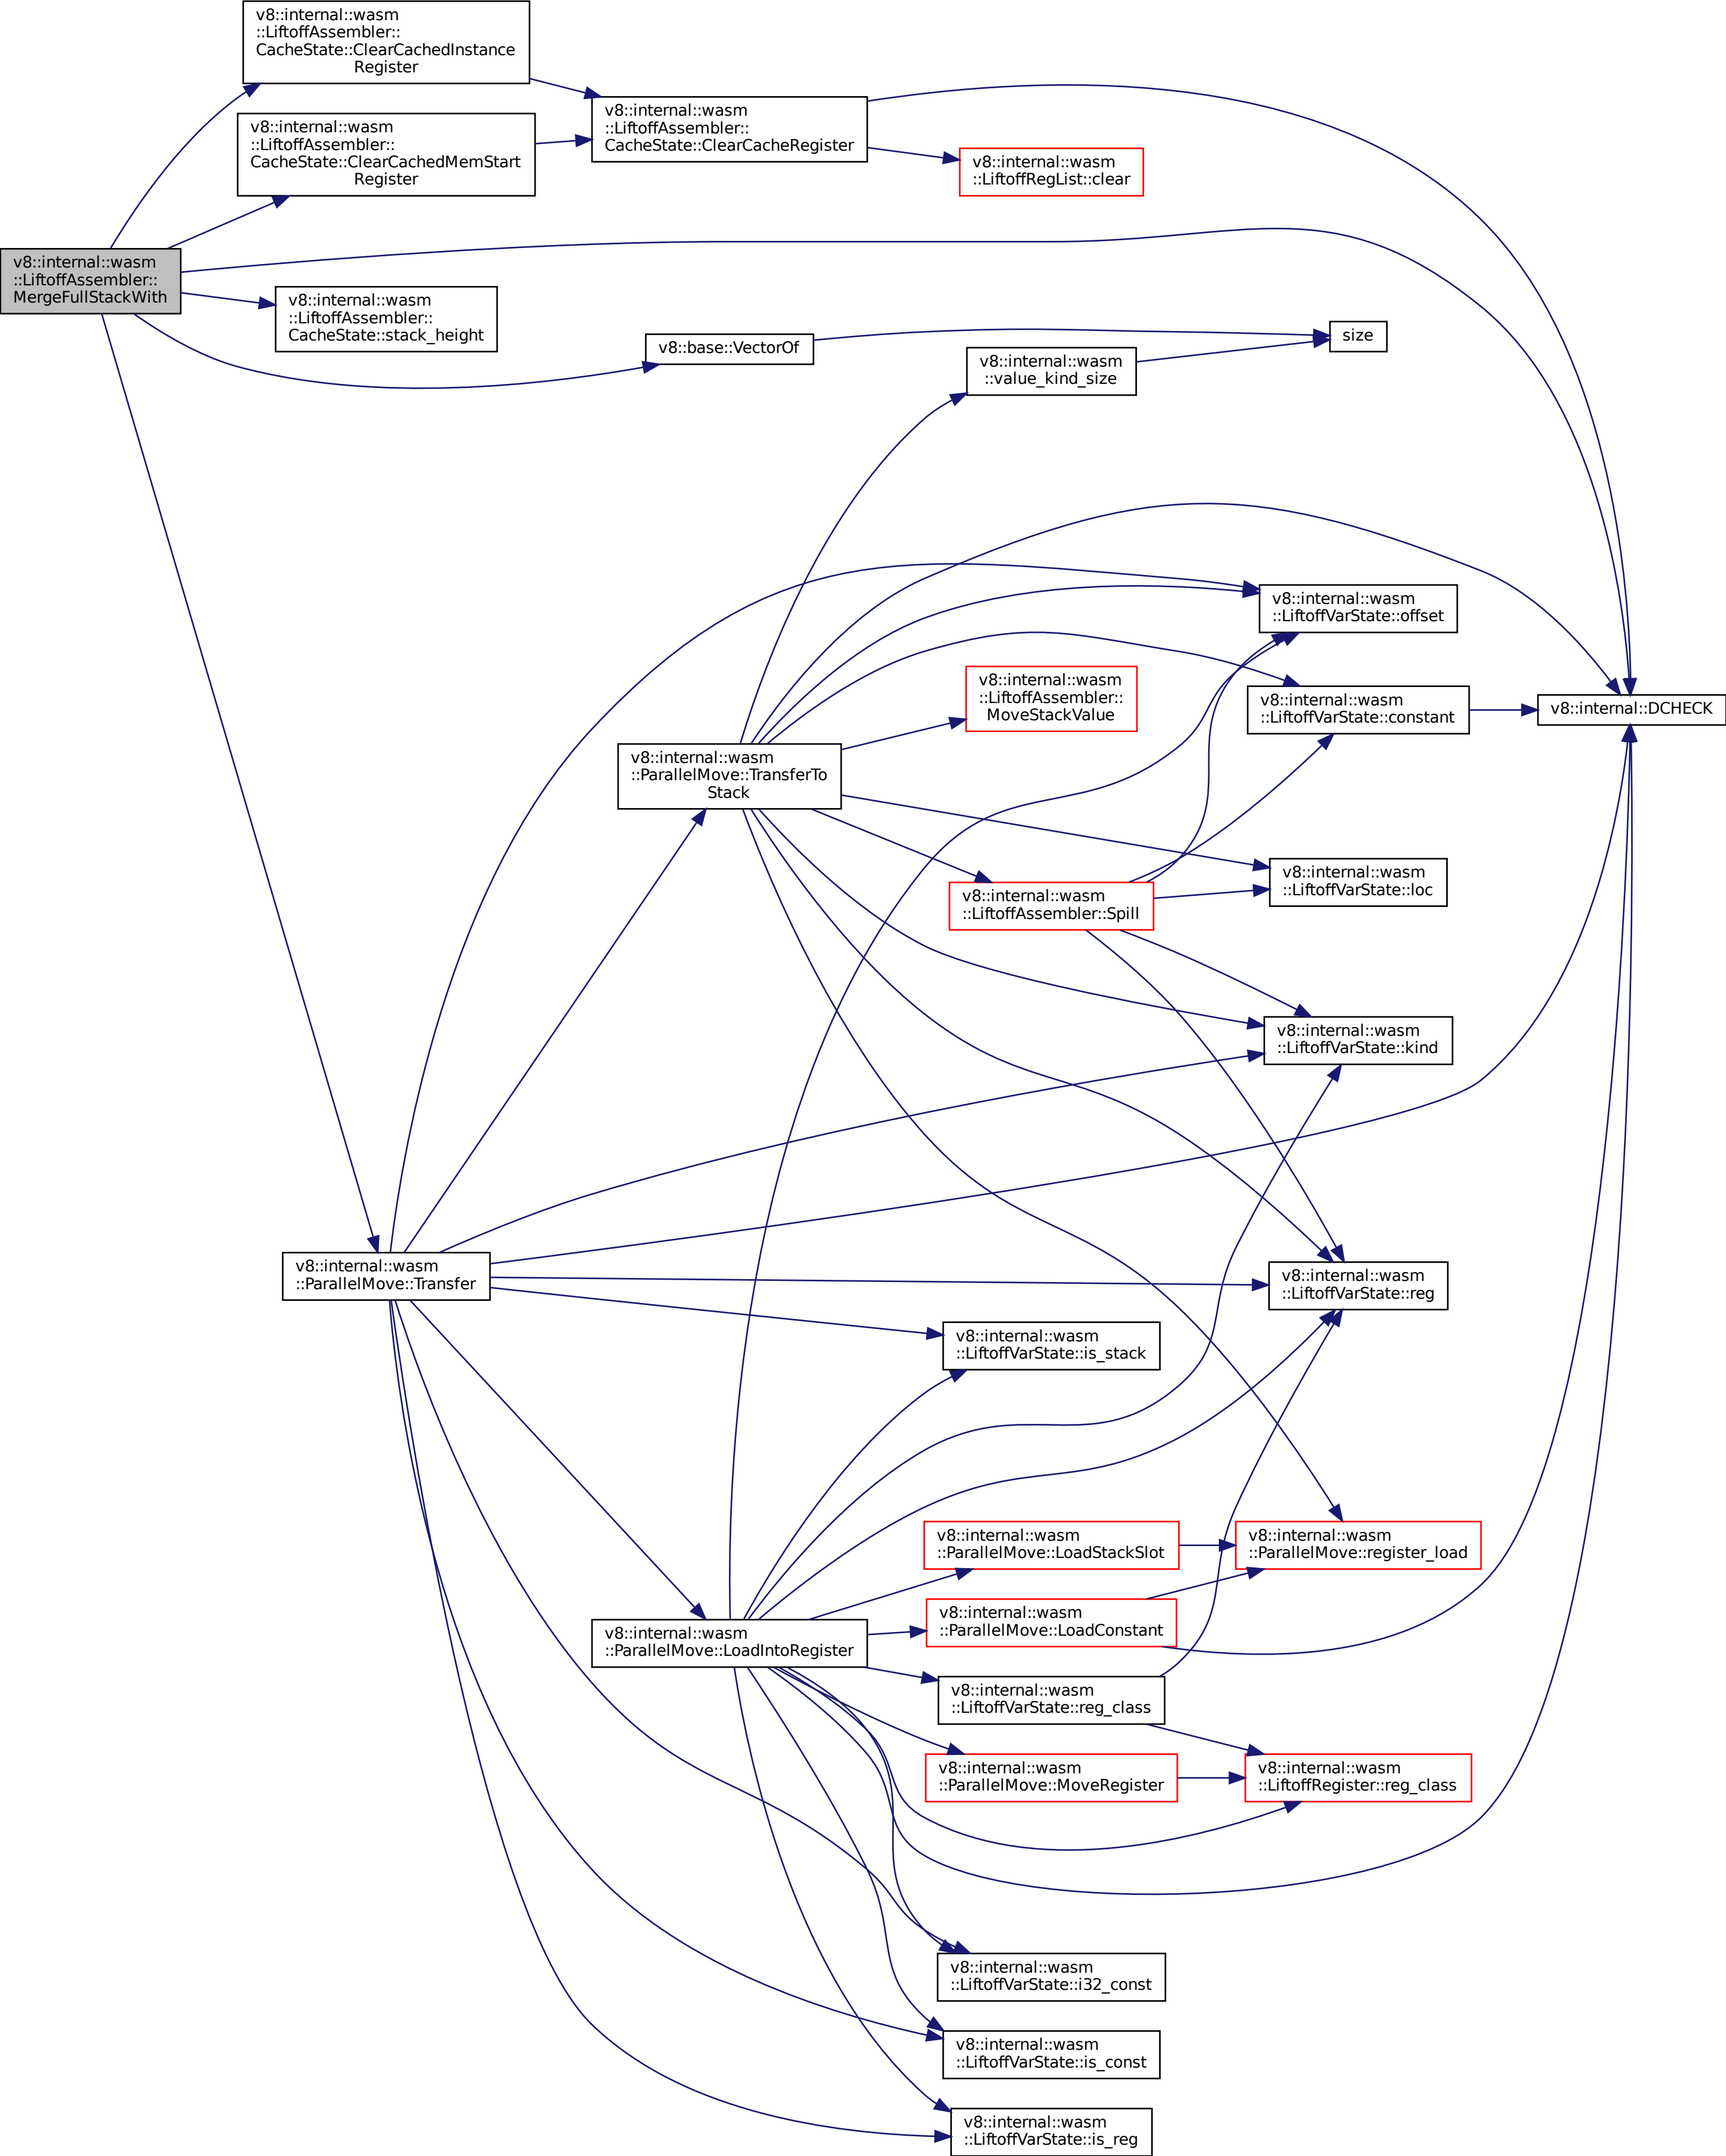 v8::internal::wasm
::LiftoffAssembler::
CacheState::ClearCachedInstance
Register
v8::internal::wasm
::LiftoffAssembler::
CacheState::ClearCacheRegister
v8::internal::wasm
::LiftoffAssembler::
CacheState::ClearCachedMemStart
Register
v8::internal::wasm
::LiftoffRegList::clear
v8::internal::wasm
::LiftoffAssembler::
MergeFullStackWith
v8::internal::wasm
::LiftoffAssembler::
CacheState::stack_height
v8::base::VectorOf
size
v8::internal::wasm
::value_kind_size
v8::internal::wasm
::LiftoffVarState::offset
v8::internal::wasm
::LiftoffAssembler::
MoveStackValue
v8::internal::wasm
::LiftoffVarState::constant
v8::internal::DCHECK
v8::internal::wasm
::ParallelMove::TransferTo
Stack
v8::internal::wasm
::LiftoffVarState::loc
v8::internal::wasm
::LiftoffAssembler::Spill
v8::internal::wasm
::LiftoffVarState::kind
v8::internal::wasm
::ParallelMove::Transfer
v8::internal::wasm
::LiftoffVarState::reg
v8::internal::wasm
::LiftoffVarState::is_stack
v8::internal::wasm
::ParallelMove::LoadStackSlot
v8::internal::wasm
::ParallelMove::register_load
v8::internal::wasm
::ParallelMove::LoadConstant
v8::internal::wasm
::ParallelMove::LoadIntoRegister
v8::internal::wasm
::LiftoffVarState::reg_class
v8::internal::wasm
::ParallelMove::MoveRegister
v8::internal::wasm
::LiftoffRegister::reg_class
v8::internal::wasm
::LiftoffVarState::i32_const
v8::internal::wasm
::LiftoffVarState::is_const
v8::internal::wasm
::LiftoffVarState::is_reg